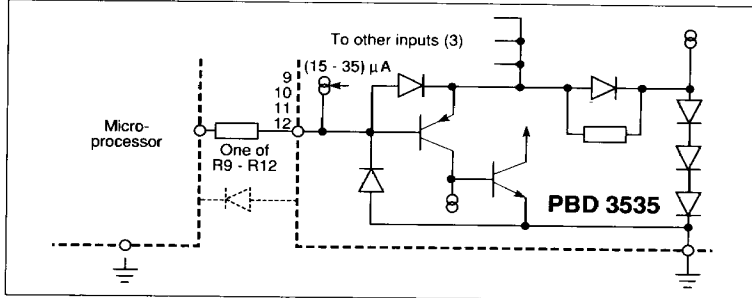 To other inputs (3)
(15 - 35) µA
9
10
11
12
Micro-
processor
One of
R9 - R12
PBD 3535